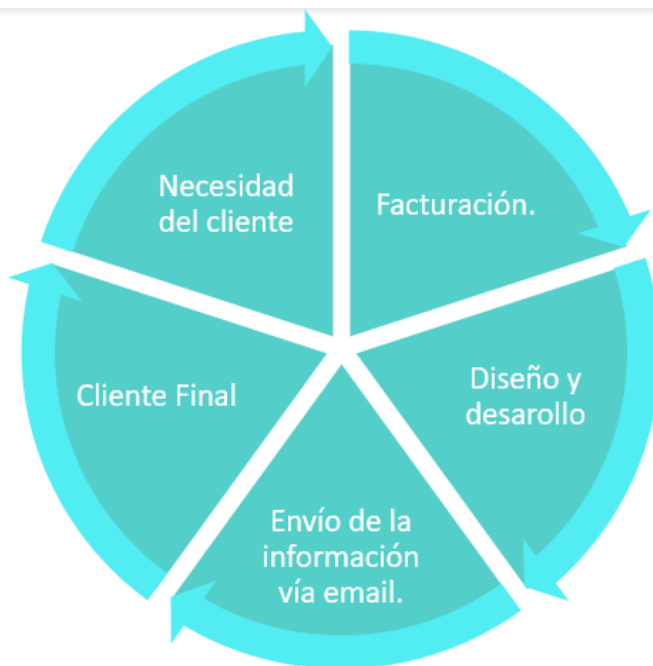 Necesidad
del cliente
Facturación.
Diseño y
desarollo
Envío de la
información
vía email.
Cliente Final